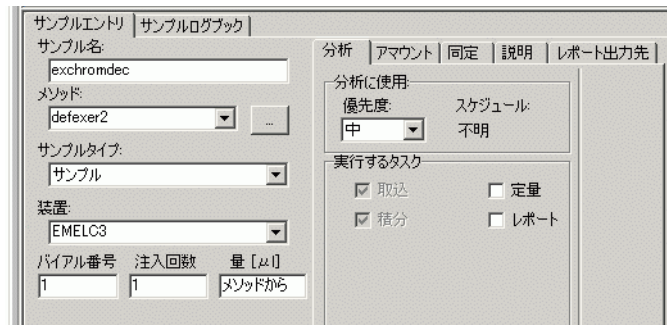 サンプルエントリ サンプルログブック
サンプル名:
exchromdec
メソッド:
defexer2 ...
サンプルタイプ:
サンプル
装置:
EMELC3
バイアル番号 注入回数 量 [μl]
1 1 メソッドから
分析 アマウント 同定 説明 レポート出力先
分析に使用:
優先度: スケジュール:
中 不明
実行するタスク
取込 定量
積分 レポート